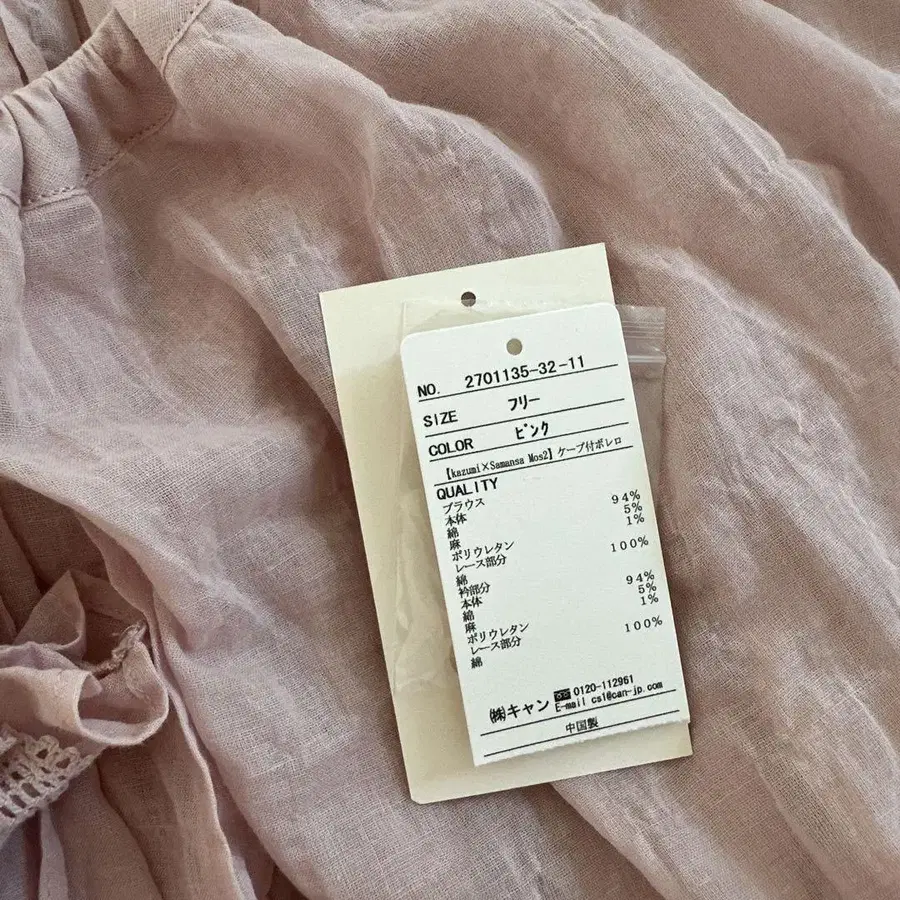 NO. 2701135-32-11
SIZE フリー
COLOR ピンク
【kazumi×Samansa Mos2】ケープ付ボレロ
QUALITY
ブラウス
本体
綿 94%
麻 5%
ポリウレタン 1%
レース部分
綿 100%
衿部分
本体
綿 94%
麻 5%
ポリウレタン 1%
レース部分
綿 100%
㈱キャン 0120-112961
E-mail cs1@can-jp.com
中国製